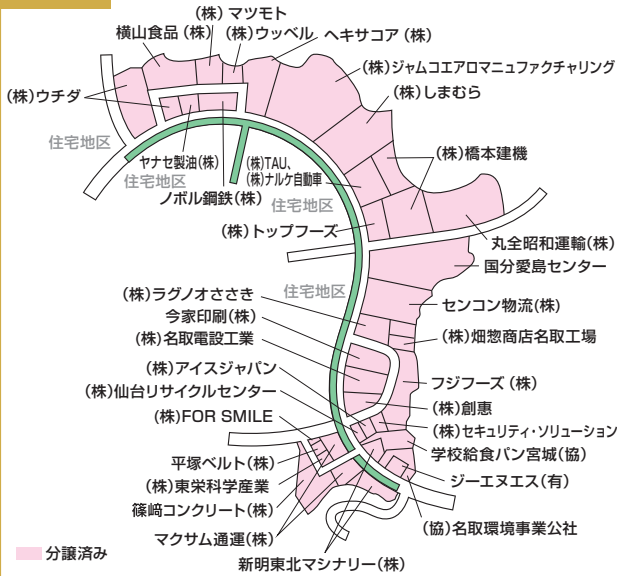 (株)マツモト
横山食品(株)
(株)ウッベル
ヘキサコア(株)
(株)ジャムコエアロマニュファクチャリング
(株)しまむら
(株)ウチダ
住宅地区
ヤナセ製油(株)
住宅地区
ノボル鋼鉄(株)
(株)TAU、
(株)ナルケ自動車
住宅地区
(株)橋本建機
(株)トップフーズ
丸全昭和運輸(株)
国分愛島センター
住宅地区
(株)ラグノオささき
センコン物流(株)
今家印刷(株)
(株)名取電設工業
(株)畑惣商店名取工場
(株)アイスジャパン
フジフーズ(株)
(株)仙台リサイクルセンター
(株)創恵
(株)FOR SMILE
(株)セキュリティ・ソリューション
学校給食パン宮城(協)
平塚ベルト(株)
ジーエヌエス(有)
(株)東栄科学産業
篠﨑コンクリート(株)
(協)名取環境事業公社
マクサム通運(株)
新明東北マシナリー(株)
分譲済み